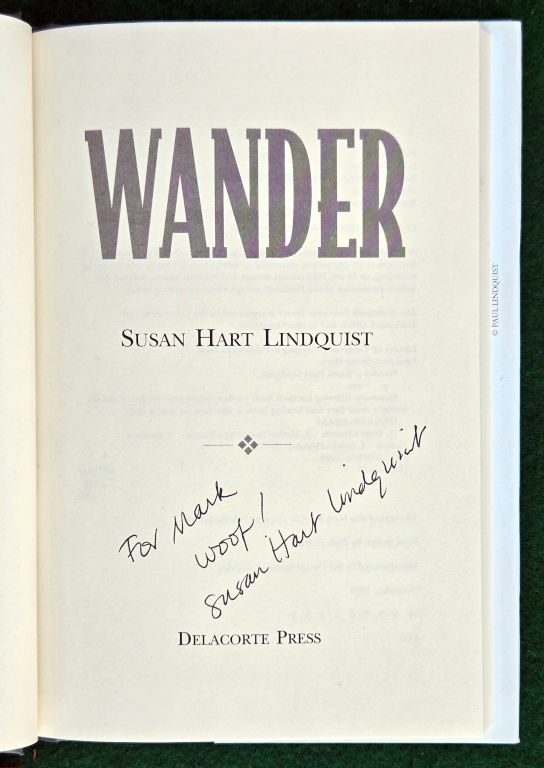 WANDER
SUSAN HART LINDQUIST
For Mark
woof!
Susan Hart Lindquist
DELACORTE PRESS
© PAUL LINDQUIST